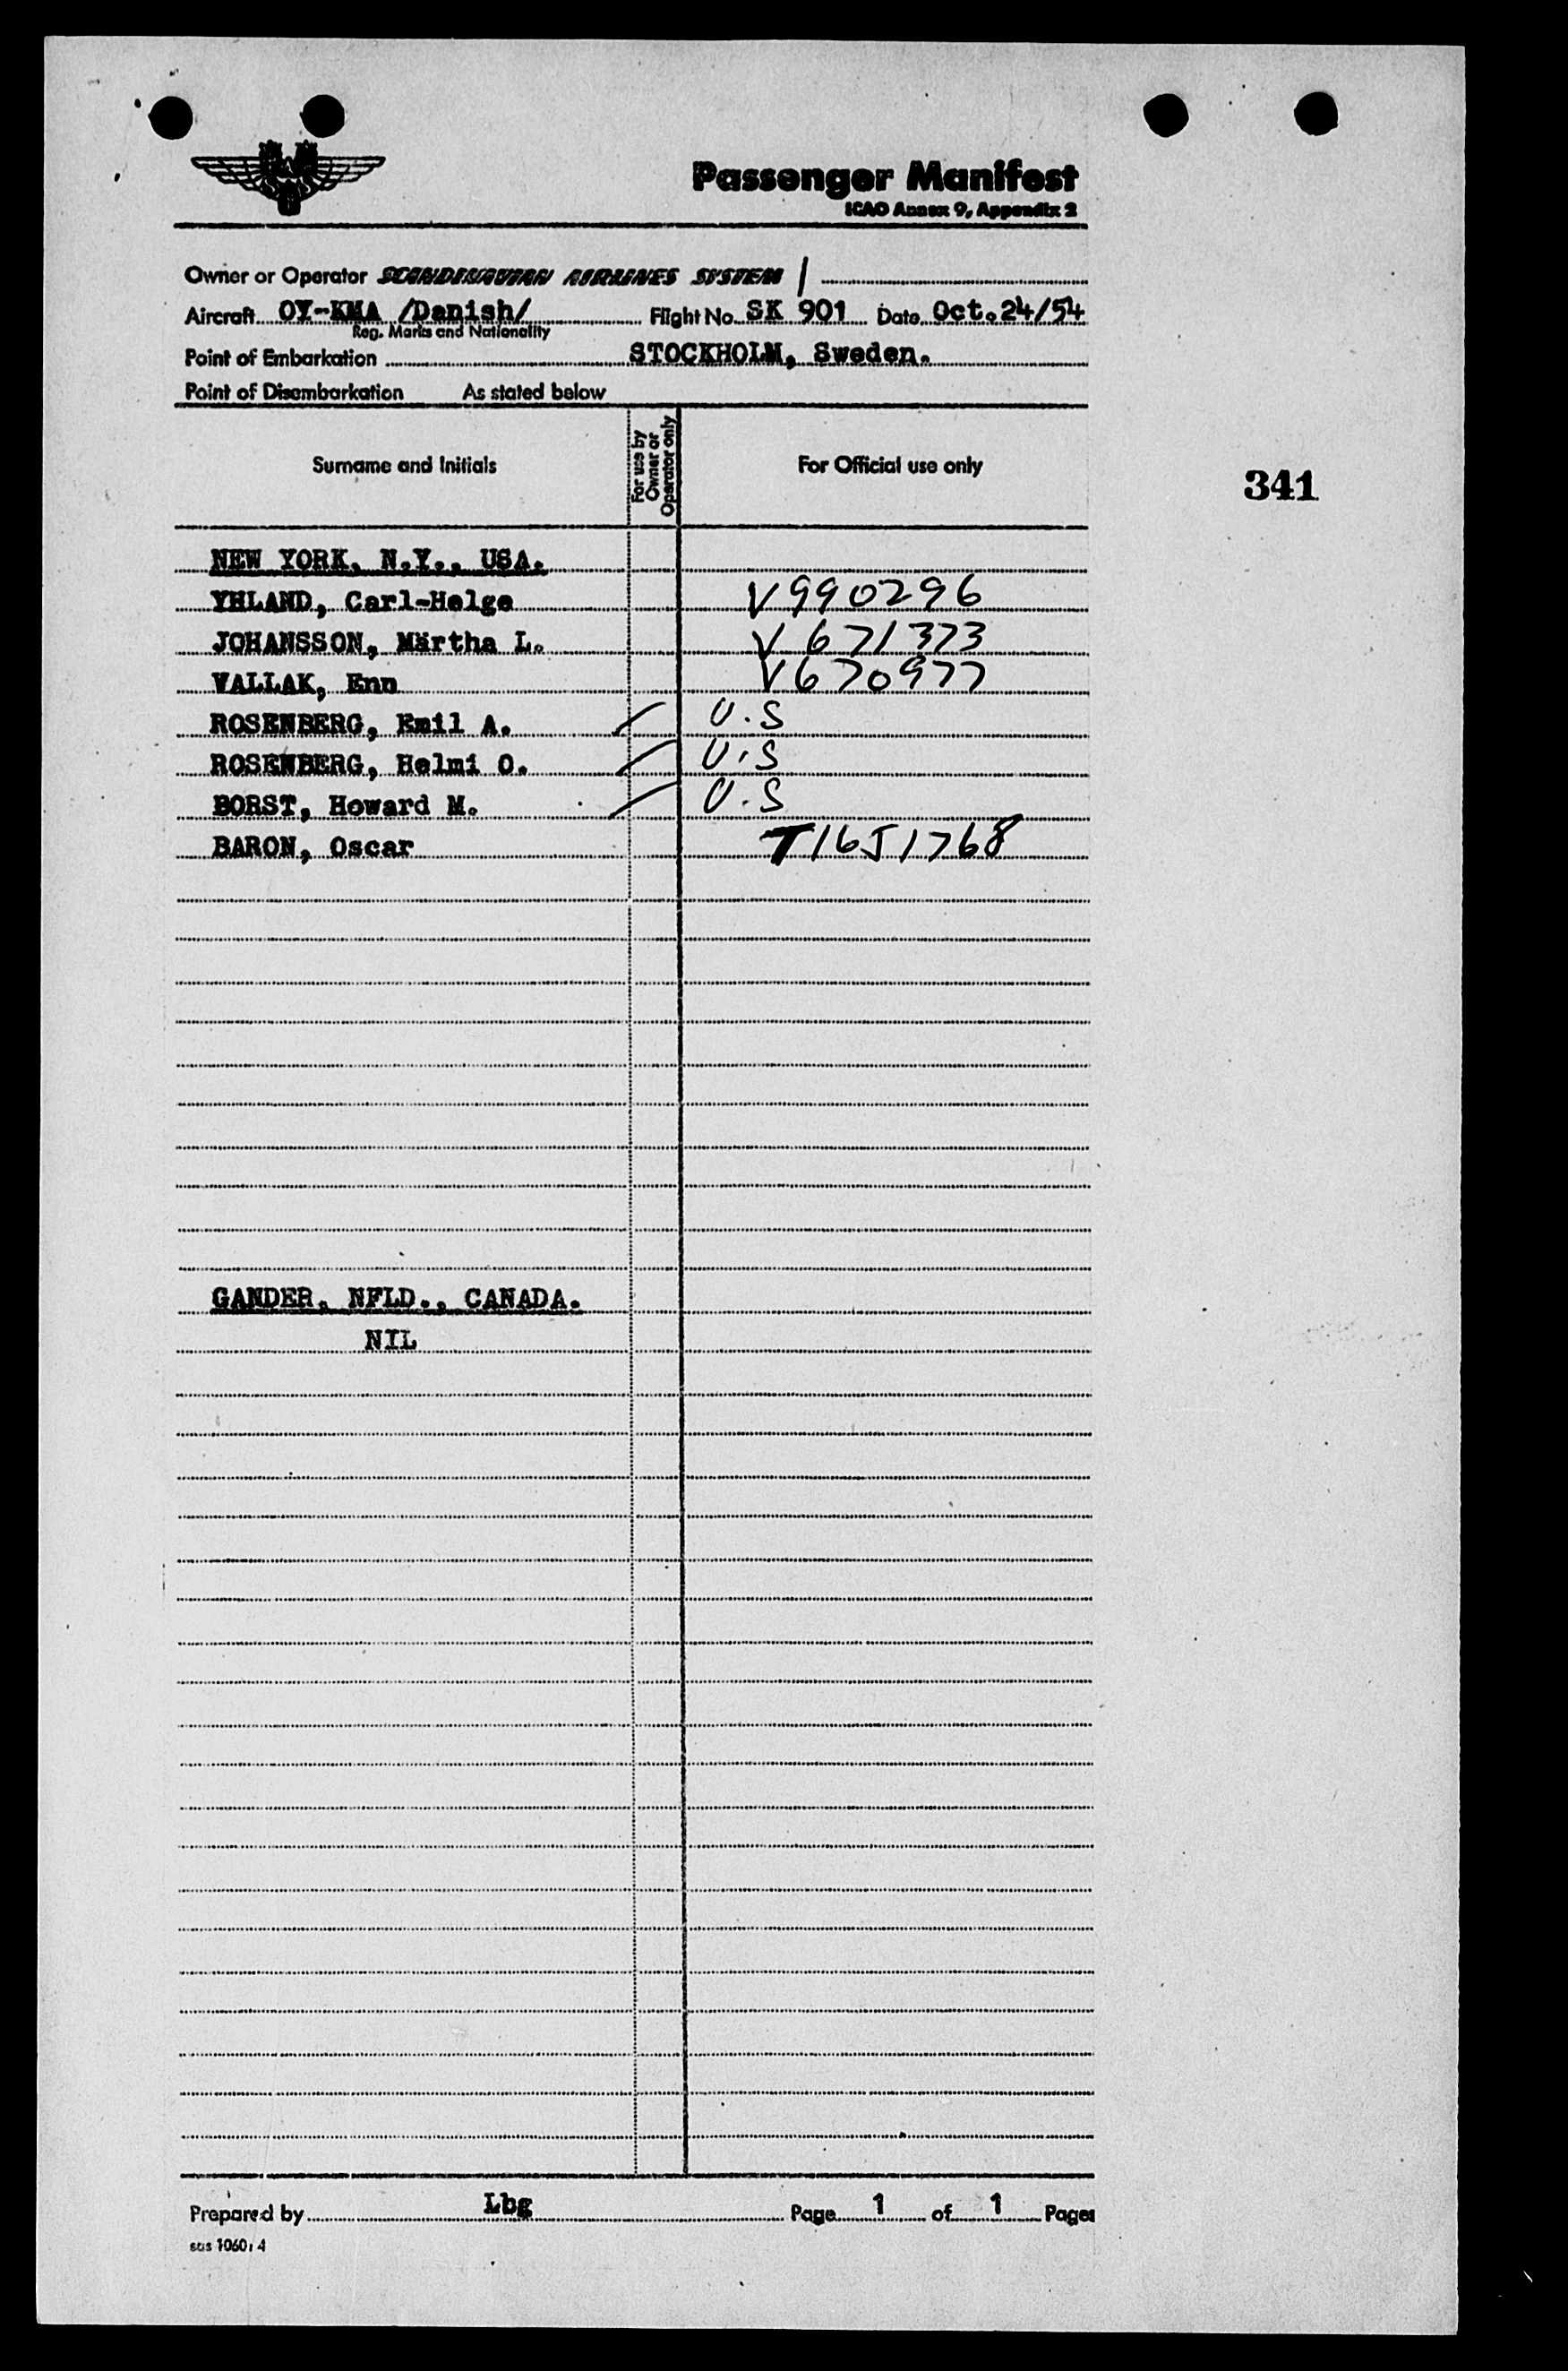 Passenger Manifest
ICAO Annex 9, Appendix 2
Owner or Operator SCANDINAVIAN AIRLINES SYSTEM /
Aircraft OY-KMA /Danish/ Flight No. SK 901 Date Oct.24/54
Reg. Marks and Nationality
Point of Embarkation STOCKHOLM, Sweden.
Point of Disembarkation As stated below
Surname and Initials For use by Owner or Operator only For Official use only
341
NEW YORK, N.Y., USA.
YHLAND, Carl-Helge V990296
JOHANSSON, Märtha L. V 671373
VALLAK, Enn V670977
ROSENBERG, Emil A. U.S
ROSENBERG, Helmi O. U.S
BORST, Howard M. U.S
BARON, Oscar T1651768
GANDER, NFLD., CANADA.
NIL
Prepared by Lbg Page 1 of 1 Pages
sas 1060: 4